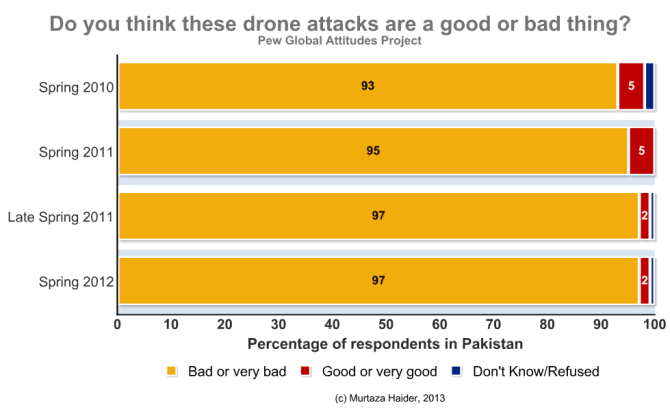 Do you think these drone attacks are a good or bad thing?
Pew Global Attitudes Project
Spring 2010 93 5
Spring 2011 95 5
Late Spring 2011 97 2
Spring 2012 97 2
0 10 20 30 40 50 60 70 80 90 100
Percentage of respondents in Pakistan
Bad or very bad Good or very good Don't Know/Refused
(c) Murtaza Haider, 2013